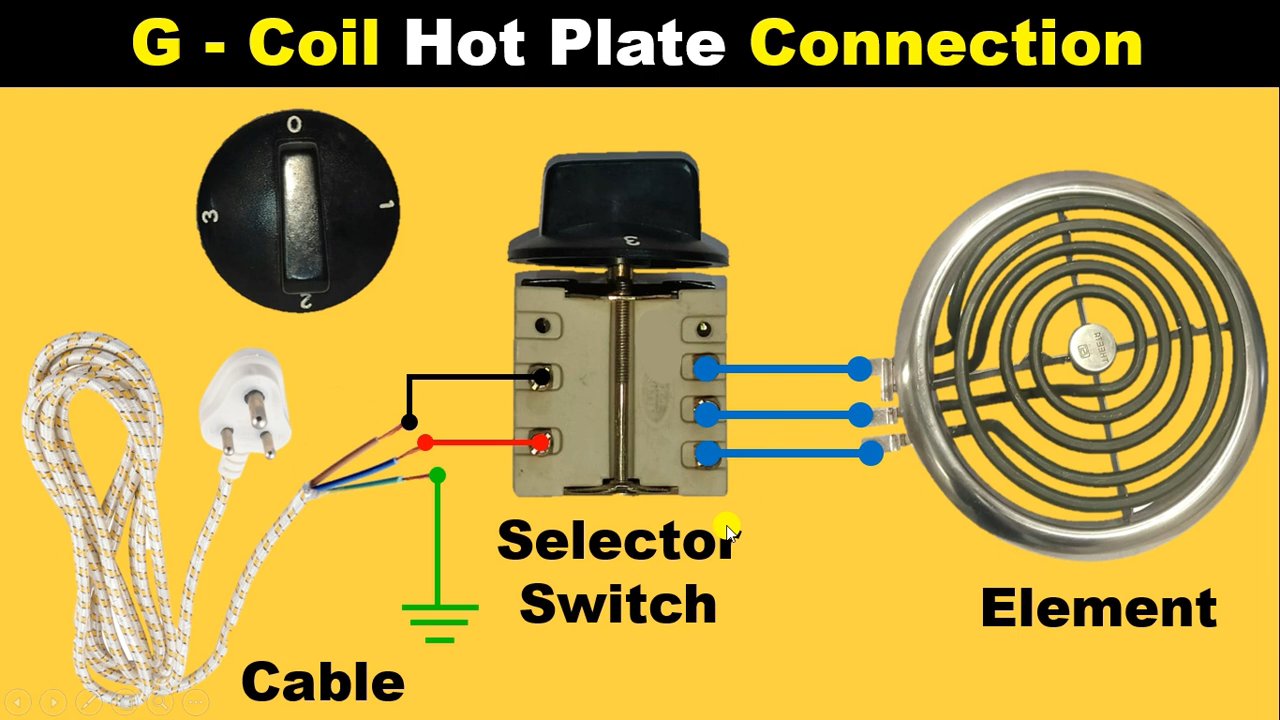 G - Coil Hot Plate Connection
0
1
2
3
3
Selector
Switch
Element
Cable